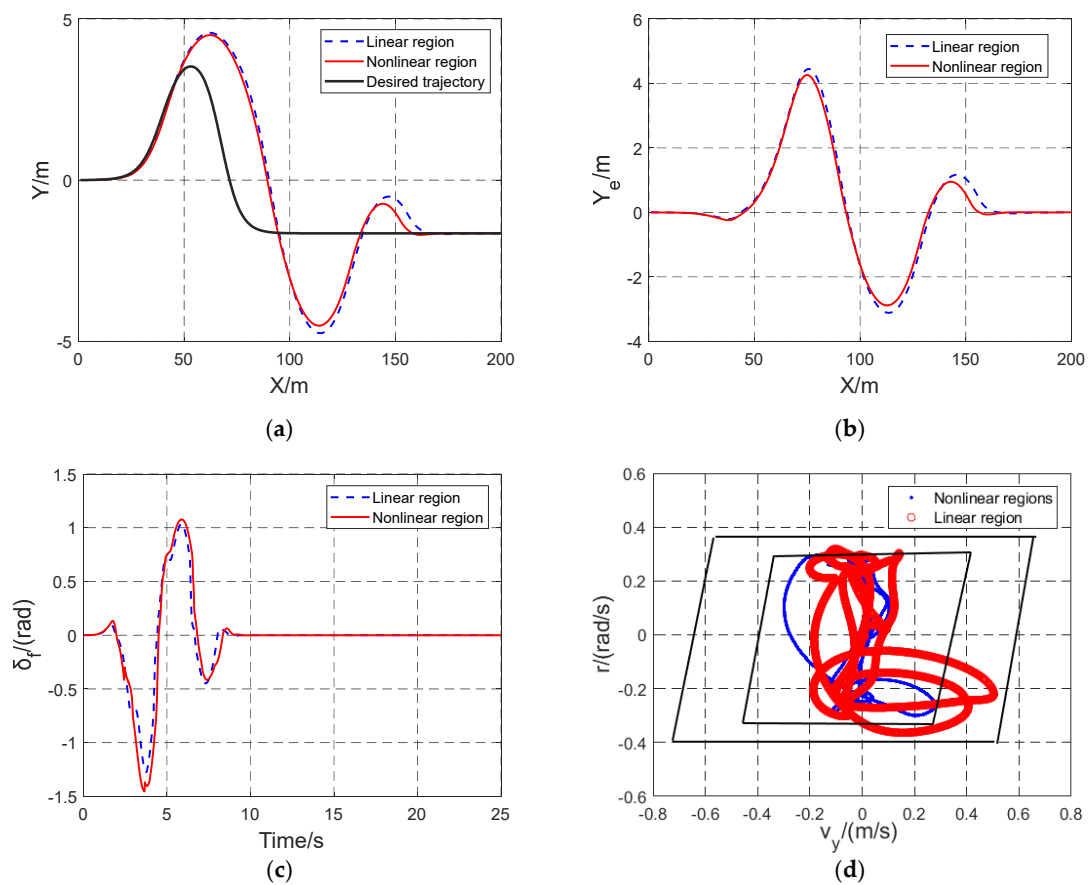 5
0
-5
0
50
100
150
200
Y/m
X/m
Linear region
Nonlinear region
Desired trajectory
(a)
6
4
2
0
-2
-4
0
50
100
150
200
Y_e/m
X/m
Linear region
Nonlinear region
(b)
1.5
1
0.5
0
-0.5
-1
-1.5
0
5
10
15
20
25
δ_f/(rad)
Time/s
Linear region
Nonlinear region
(c)
0.6
0.4
0.2
0
-0.2
-0.4
-0.6
-0.8
-0.6
-0.4
-0.2
0
0.2
0.4
0.6
0.8
r/(rad/s)
v_y/(m/s)
Nonlinear regions
Linear region
(d)